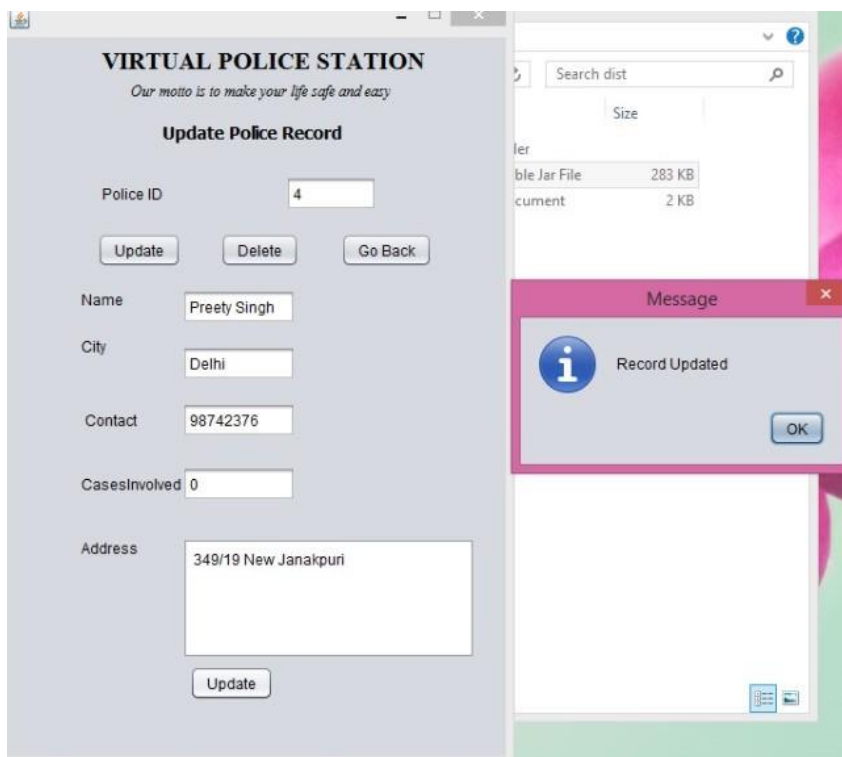 VIRTUAL POLICE STATION
Our motto is to make your life safe and easy
Update Police Record
Police ID
4
Update
Delete
Go Back
Name
Preety Singh
City
Delhi
Contact
98742376
CasesInvolved
0
Address
349/19 New Janakpuri
Update
Search dist
Size
ler
ble Jar File
283 KB
cument
2 KB
Message
Record Updated
OK